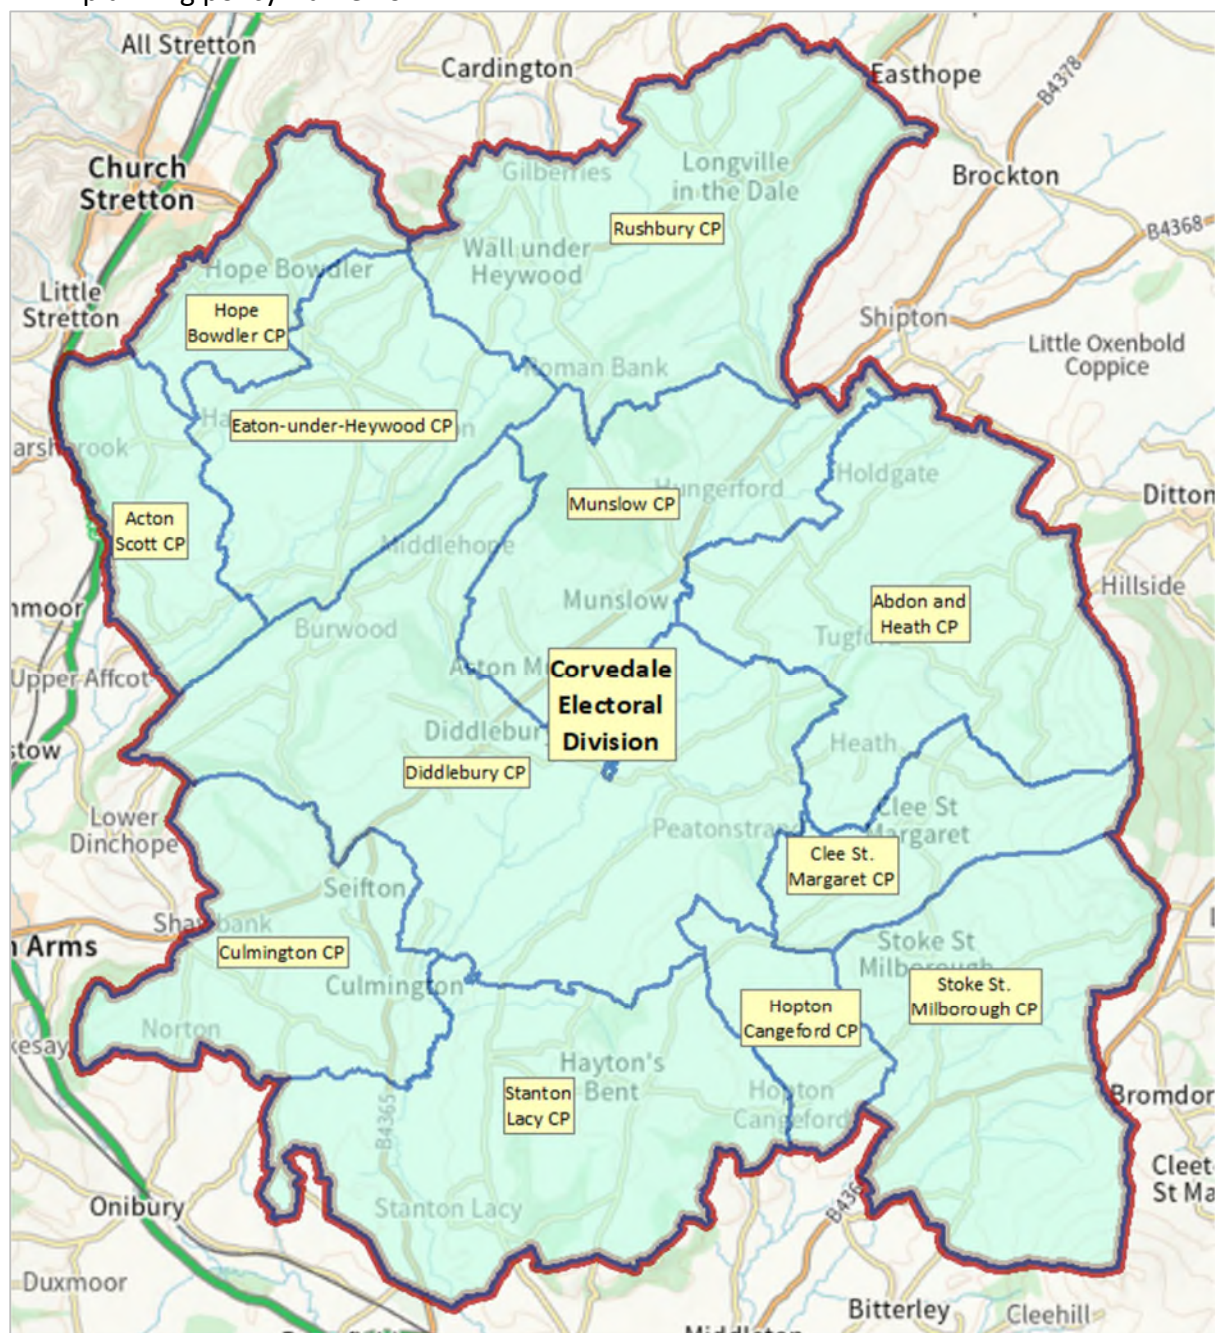 All Stretton
Cardington
Easthope
B4378
Church
Stretton
Gilberries
Longville
in the Dale
Brockton
Rushbury CP
B4368
Wall under
Heywood
Hope Bowdler
Little
Stretton
Hope
Bowdler CP
Shipton
Little Oxenbold
Coppice
Roman Bank
Eaton-under-Heywood CP
Holdgate
Hungerford
Munslow CP
Ditton
Acton
Scott CP
Middlehope
Hillside
Munslow
Abdon and
Heath CP
Burwood
Upper Affcot
Corvedale
Electoral
Division
Heath
Diddlebury CP
Lower
Dinchope
Clee St
Margaret
Clee St.
Margaret CP
Seifton
Arms
Culmington CP
Culmington
Stoke St
Milborough
Stoke St.
Milborough CP
Hopton
Cangeford CP
Norton
Hayton's
Bent
Stanton
Lacy CP
Hopton
Cangeford
B4365
Onibury
Stanton Lacy
Duxmoor
Bitterley
Cleehill